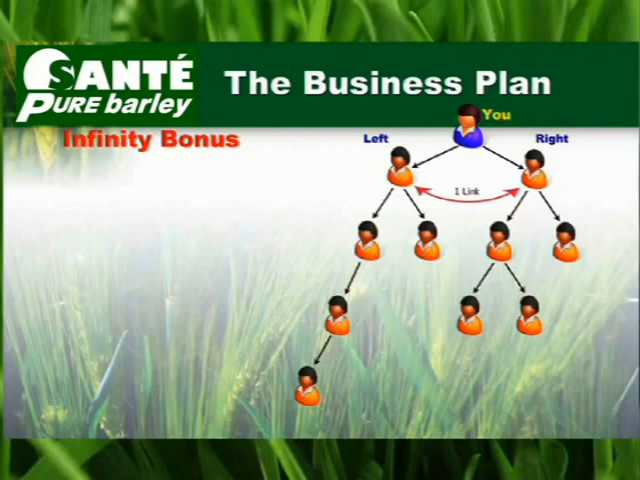 SANTÉ
PURE barley
The Business Plan
Infinity Bonus
You
Left
Right
1 Link